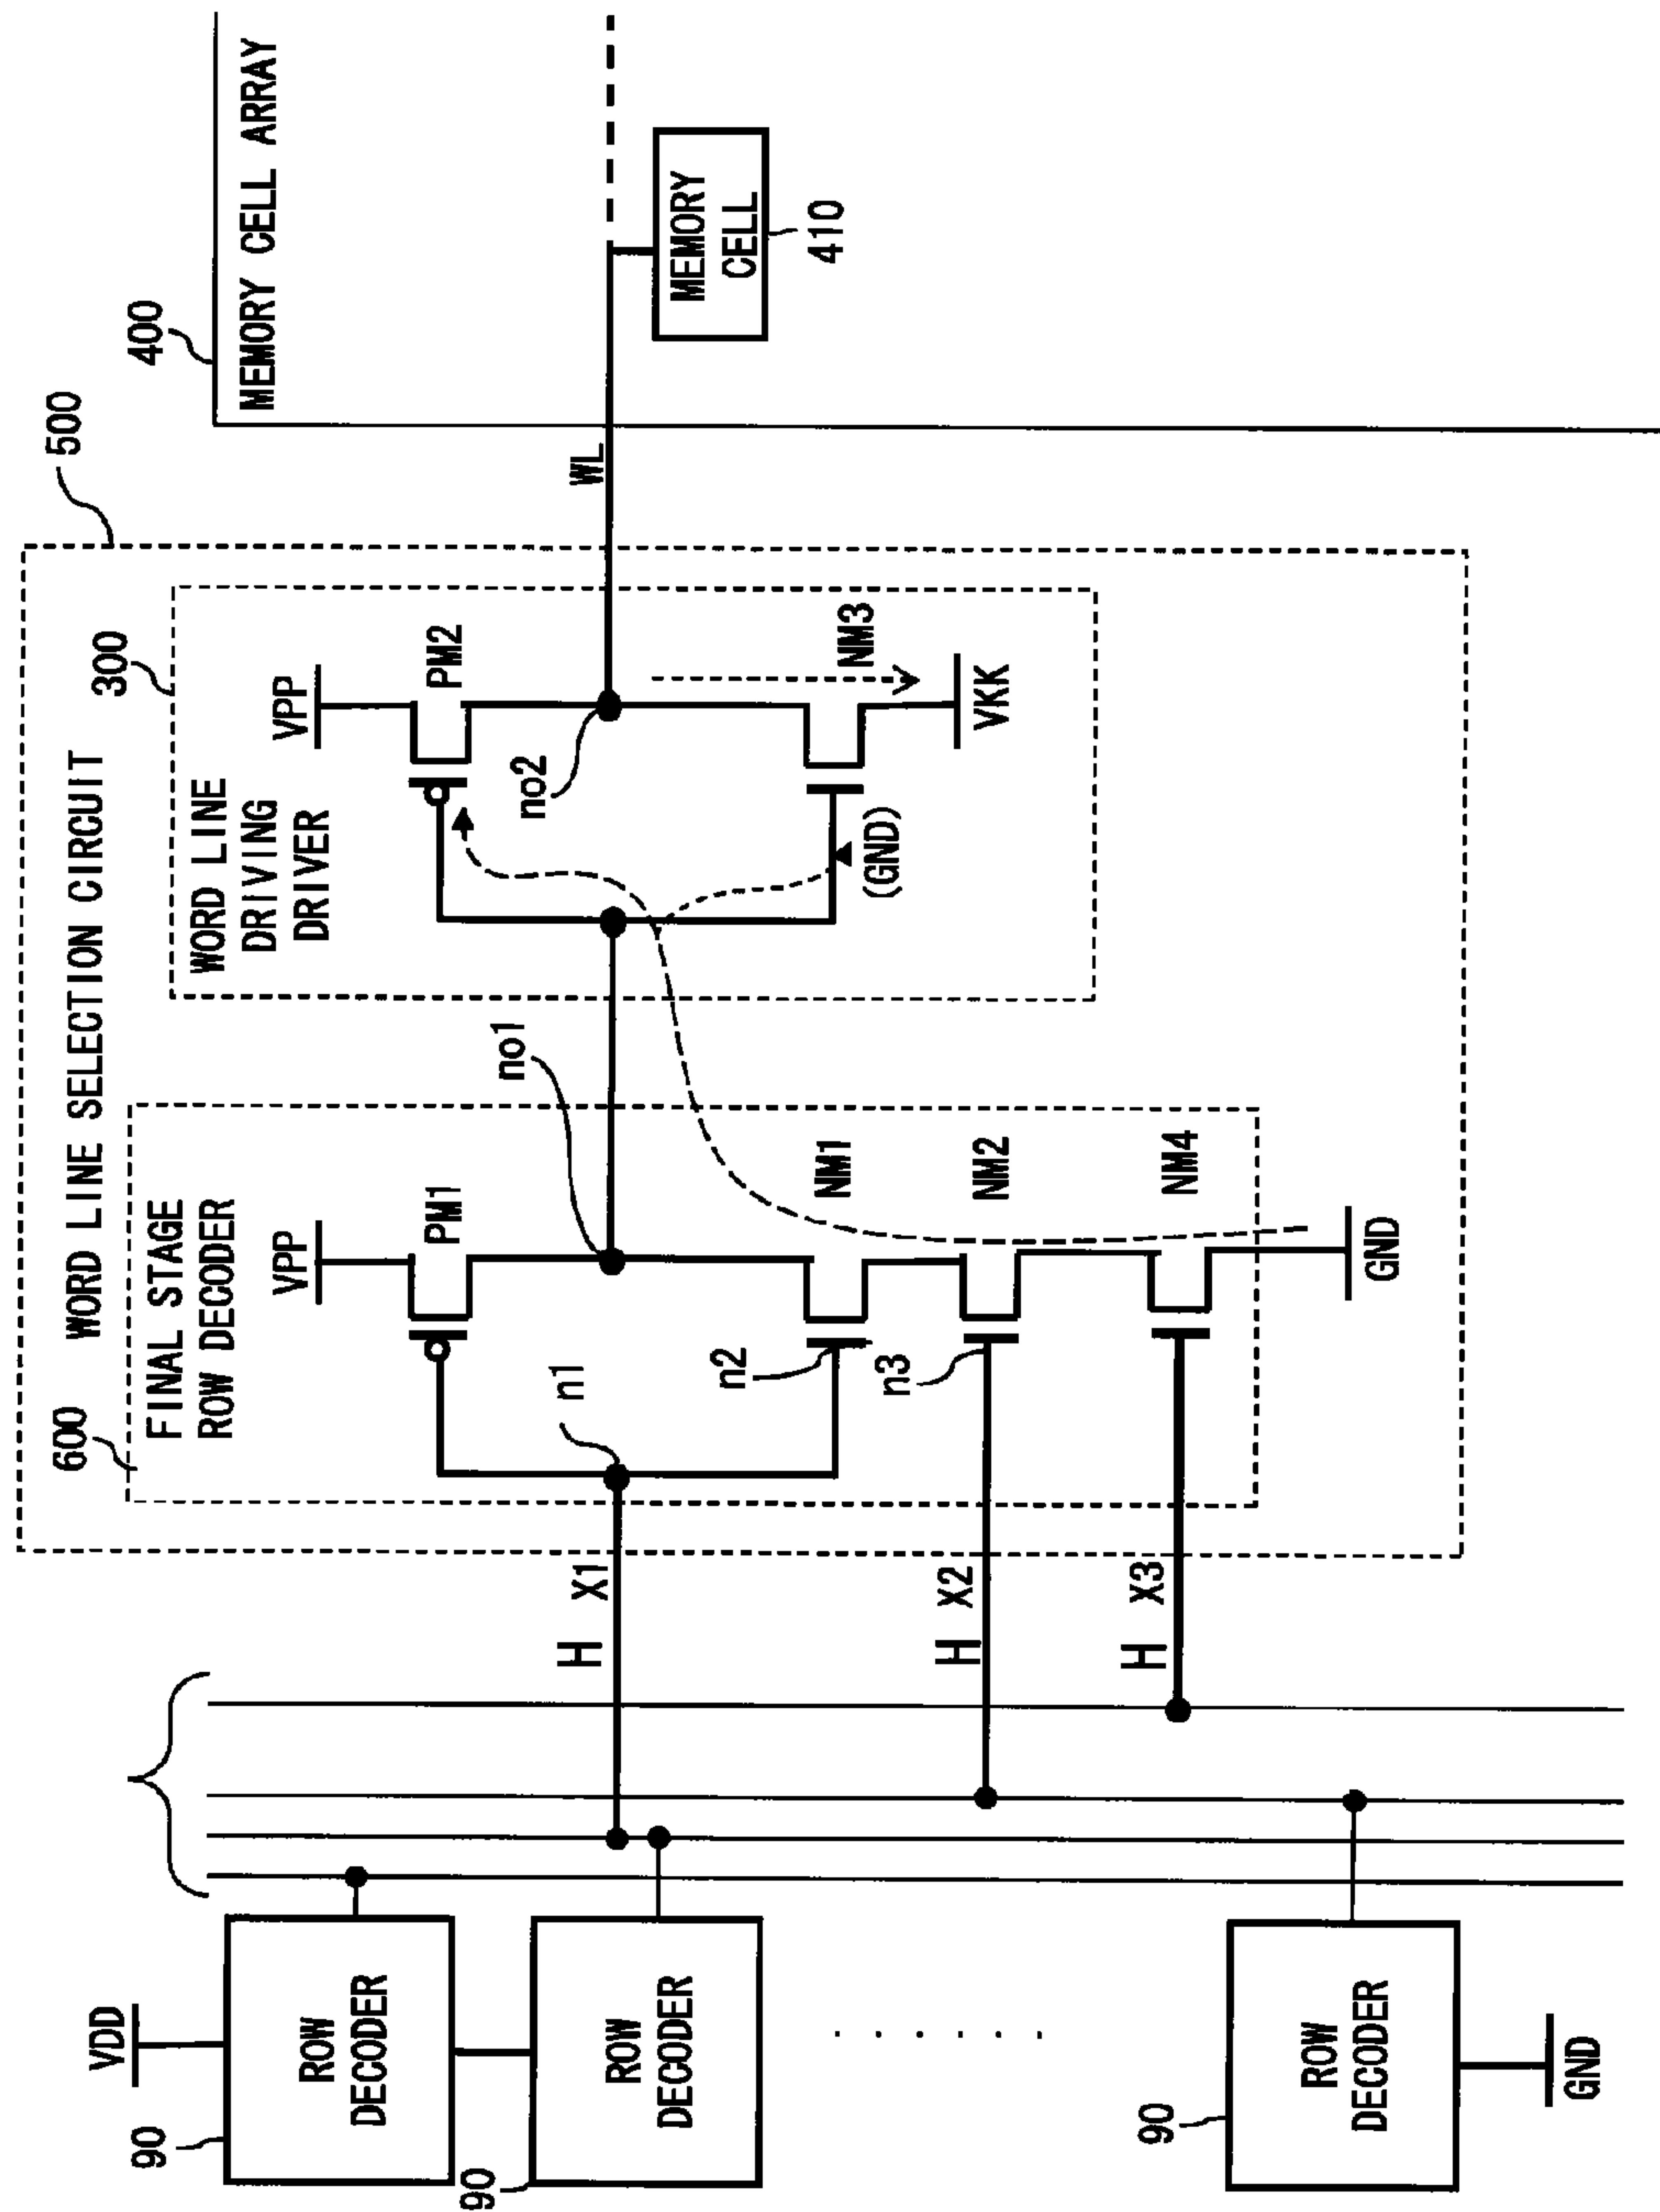 WORD LINE SELECTION CIRCUIT
500
600
FINAL STAGE
ROW DECODER
300
WORD LINE
DRIVING
DRIVER
400
MEMORY CELL ARRAY
VDD
90
ROW
DECODER
90
ROW
DECODER
. . . . . .
90
ROW
DECODER
GND
H
X1
H
X2
H
X3
VPP
PM1
n1
no1
n2
NM1
n3
NM2
NM4
GND
VPP
PM2
no2
NM3
(GND)
VKK
WL
MEMORY
CELL
410